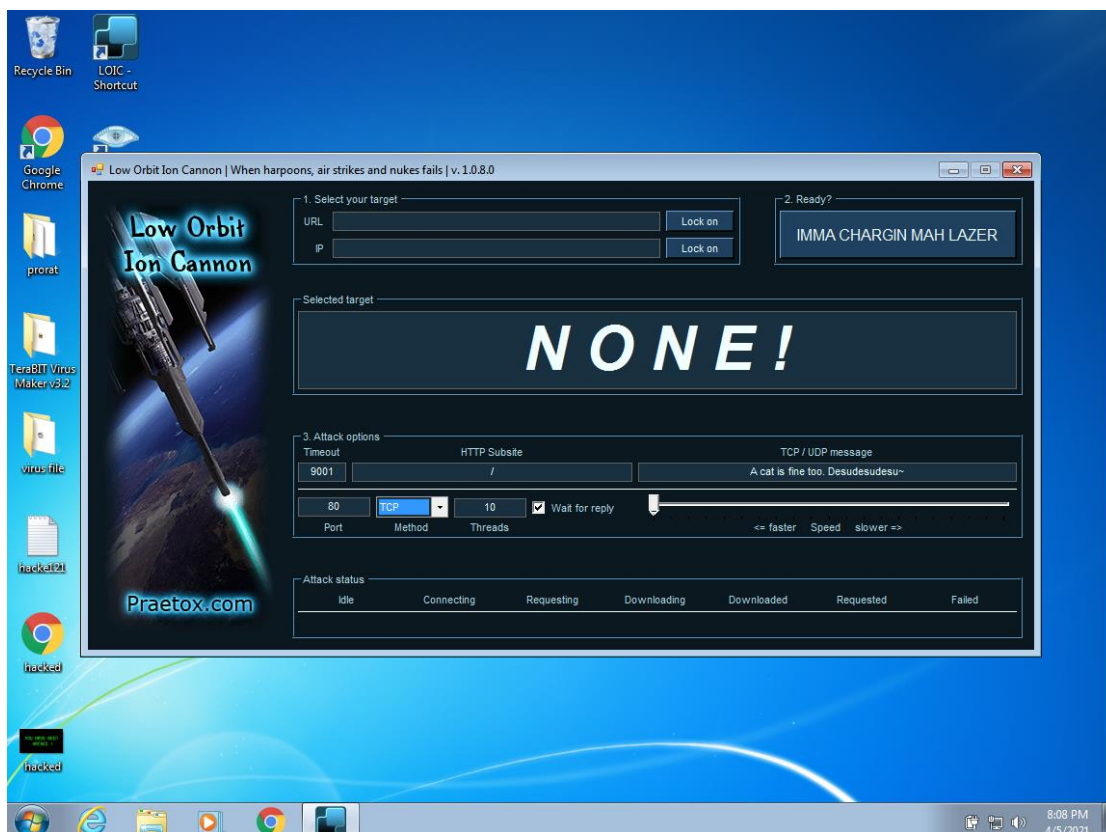 Recycle Bin
LOIC -
Shortcut
Google
Chrome
prorat
TeraBIT Virus
Maker v3.2
virus file
hacke121
hacked
hacked
Low Orbit Ion Cannon | When harpoons, air strikes and nukes fails | v. 1.0.8.0
Low Orbit
Ion Cannon
Praetox.com
1. Select your target
URL
Lock on
IP
Lock on
2. Ready?
IMMA CHARGIN MAH LAZER
Selected target
NONE!
3. Attack options
Timeout
HTTP Subsite
TCP / UDP message
9001
/
A cat is fine too. Desudesudesu~
80
TCP
10
Wait for reply
Port
Method
Threads
<= faster Speed slower =>
Attack status
Idle
Connecting
Requesting
Downloading
Downloaded
Requested
Failed
8:08 PM
4/5/2021